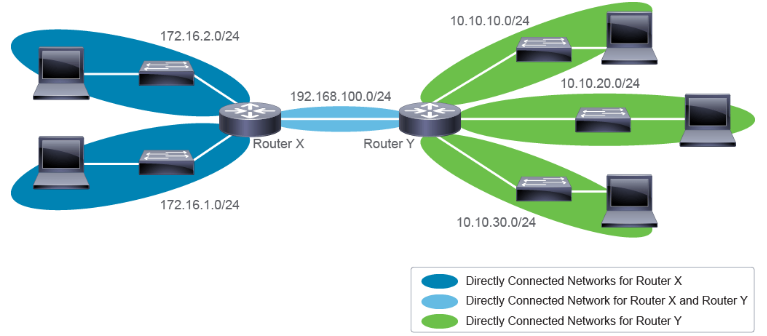 172.16.2.0/24
10.10.10.0/24
10.10.20.0/24
192.168.100.0/24
Router X
Router Y
172.16.1.0/24
10.10.30.0/24
Directly Connected Networks for Router X
Directly Connected Network for Router X and Router Y
Directly Connected Networks for Router Y